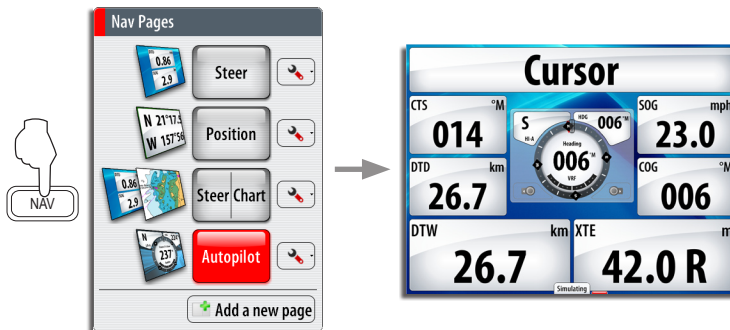 NAV
Nav Pages
0.86
2.9
Steer
N 21°17.5
W 157°56
Position
0.86
2.9
Steer Chart
N
237
Autopilot
Add a new page
Cursor
CTS °M
014
DTD km
26.7
S
HI-A
HDG 006°M
Heading
006°M
VRF
SOG mph
23.0
COG °M
006
DTW km
26.7
XTE m
42.0 R
Simulating